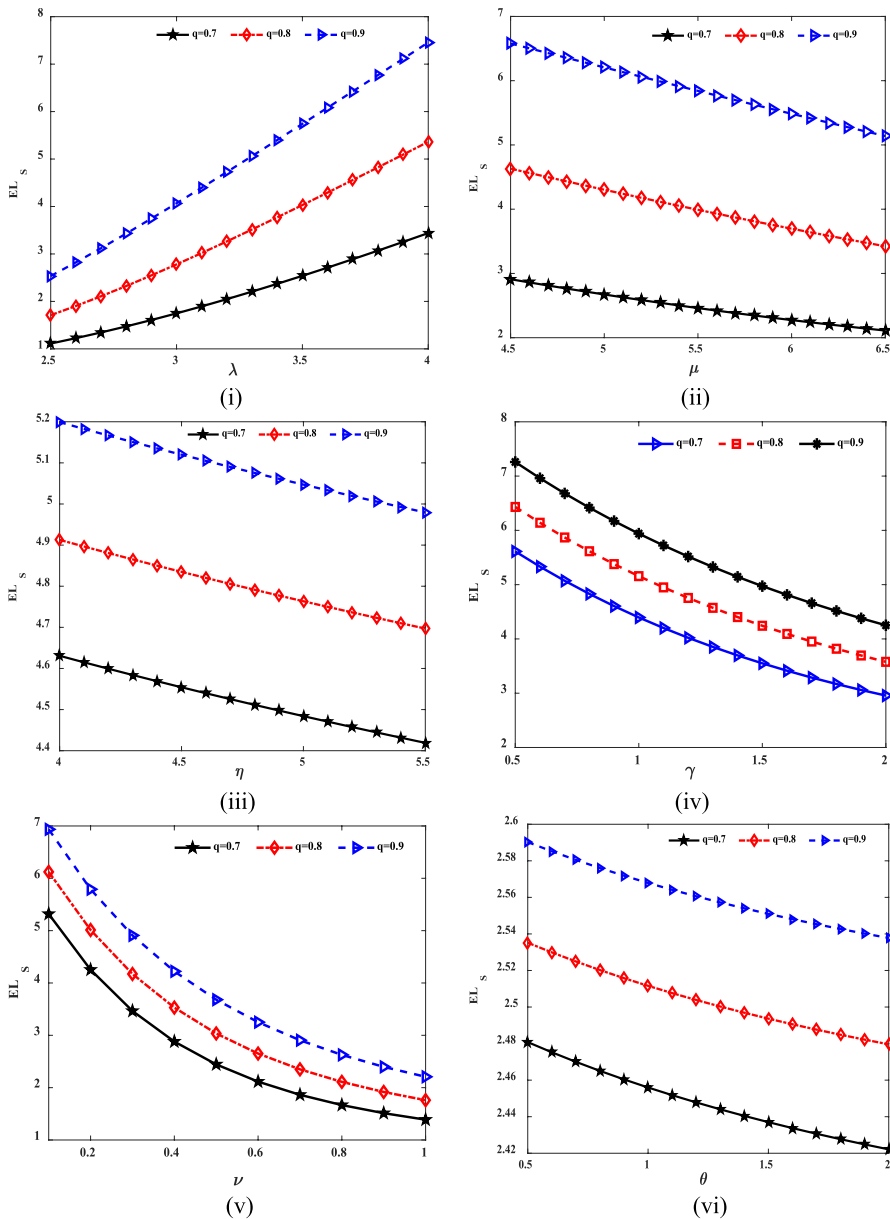 8
7
6
5
4
3
2
1
EL S
q=0.7 q=0.8 q=0.9
2.5 3 3.5 4
λ
(i)
7
6
5
4
3
2
EL S
q=0.7 q=0.8 q=0.9
4.5 5 5.5 6 6.5
μ
(ii)
5.2
5.1
5
4.9
4.8
4.7
4.6
4.5
4.4
EL S
q=0.7 q=0.8 q=0.9
4 4.5 5 5.5
η
(iii)
8
7
6
5
4
3
2
EL S
q=0.7 q=0.8 q=0.9
0.5 1 1.5 2
γ
(iv)
7
6
5
4
3
2
1
EL S
q=0.7 q=0.8 q=0.9
0.2 0.4 0.6 0.8 1
ν
(v)
2.6
2.58
2.56
2.54
2.52
2.5
2.48
2.46
2.44
2.42
EL S
q=0.7 q=0.8 q=0.9
0.5 1 1.5 2
θ
(vi)